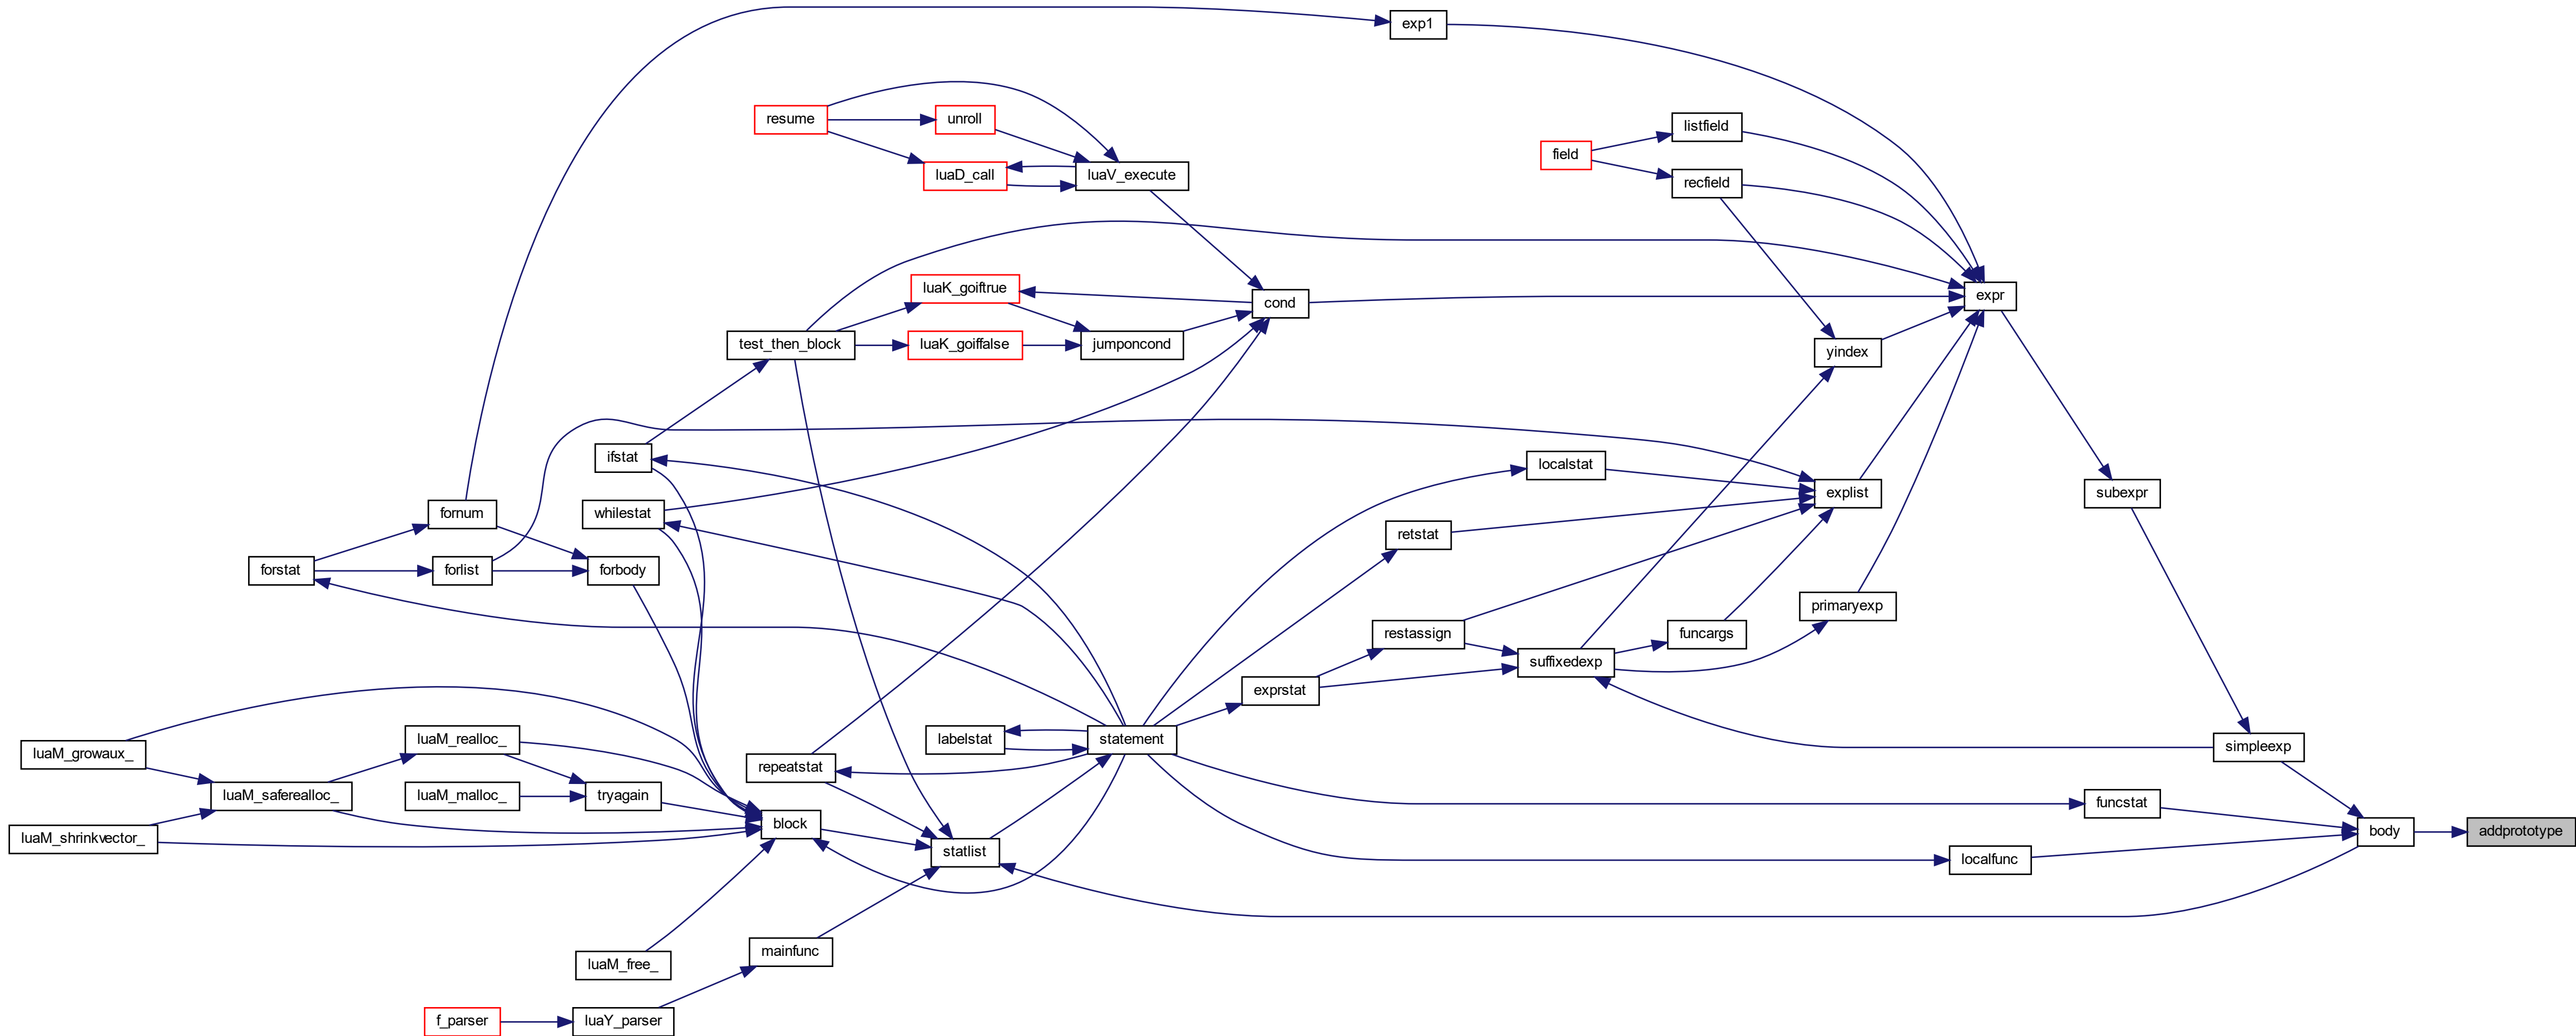 exp1
resume
unroll
listfield
field
luaD_call
luaV_execute
recfield
luaK_goiftrue
cond
expr
test_then_block
luaK_goiffalse
jumponcond
yindex
ifstat
localstat
explist
subexpr
fornum
whilestat
retstat
forstat
forlist
forbody
primaryexp
restassign
funcargs
suffixedexp
exprstat
luaM_growaux_
luaM_realloc_
labelstat
statement
simpleexp
repeatstat
luaM_saferealloc_
luaM_malloc_
tryagain
funcstat
luaM_shrinkvector_
block
body
addprototype
statlist
localfunc
mainfunc
luaM_free_
f_parser
luaY_parser